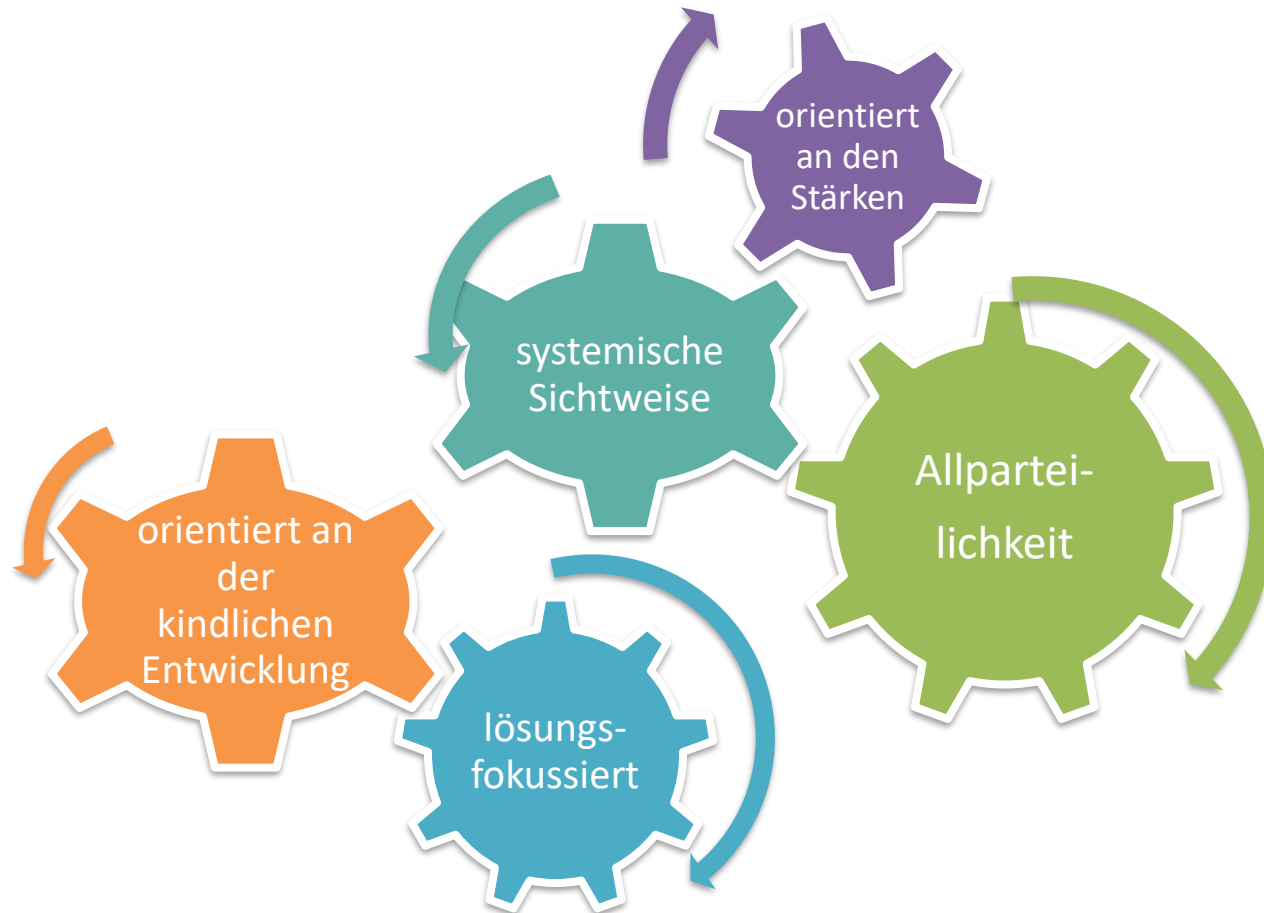 orientiert
an den
Stärken
systemische
Sichtweise
Allpartei-
lichkeit
orientiert an
der
kindlichen
Entwicklung
lösungs-
fokussiert